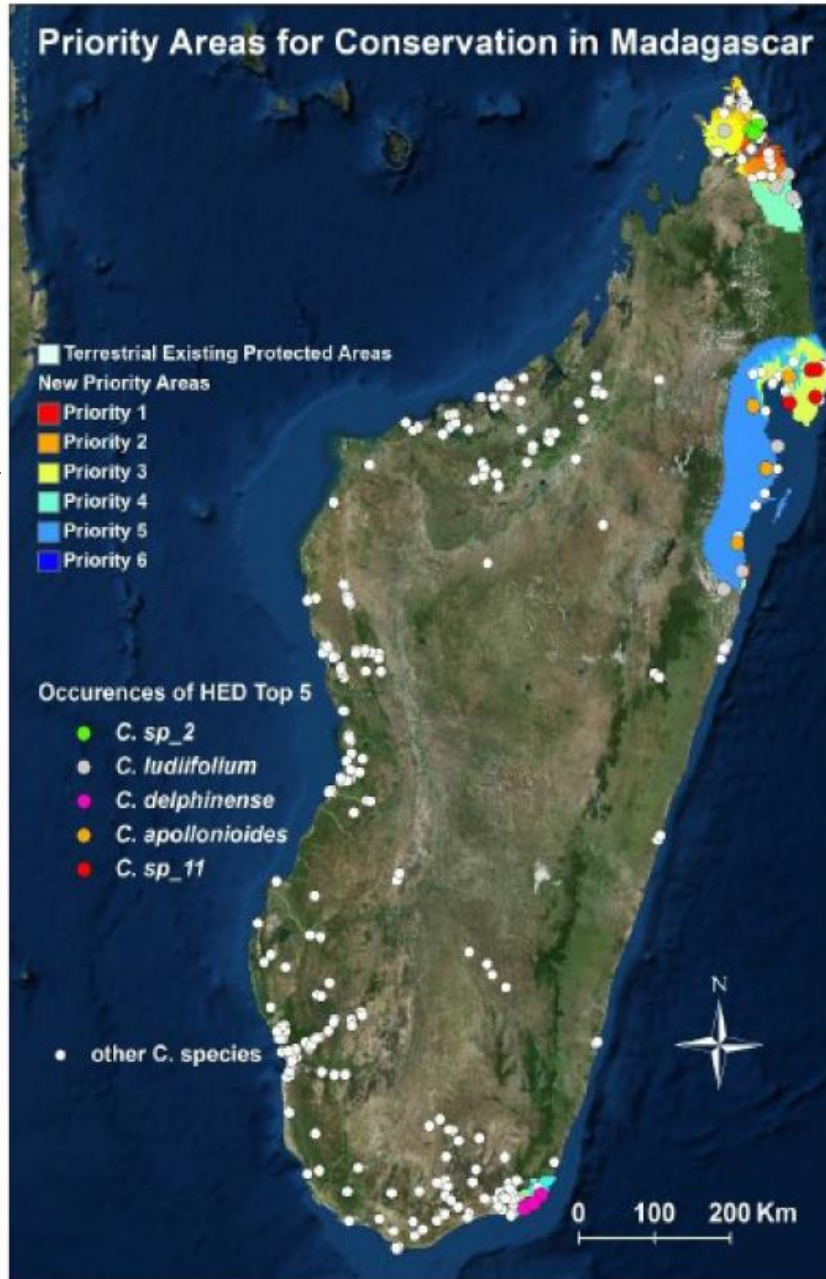 Priority Areas for Conservation in Madagascar
Terrestrial Existing Protected Areas
New Priority Areas
Priority 1
Priority 2
Priority 3
Priority 4
Priority 5
Priority 6
Occurences of HED Top 5
C. sp_2
C. ludiifolium
C. delphinense
C. apollonioides
C. sp_11
other C. species
N
0 100 200 Km